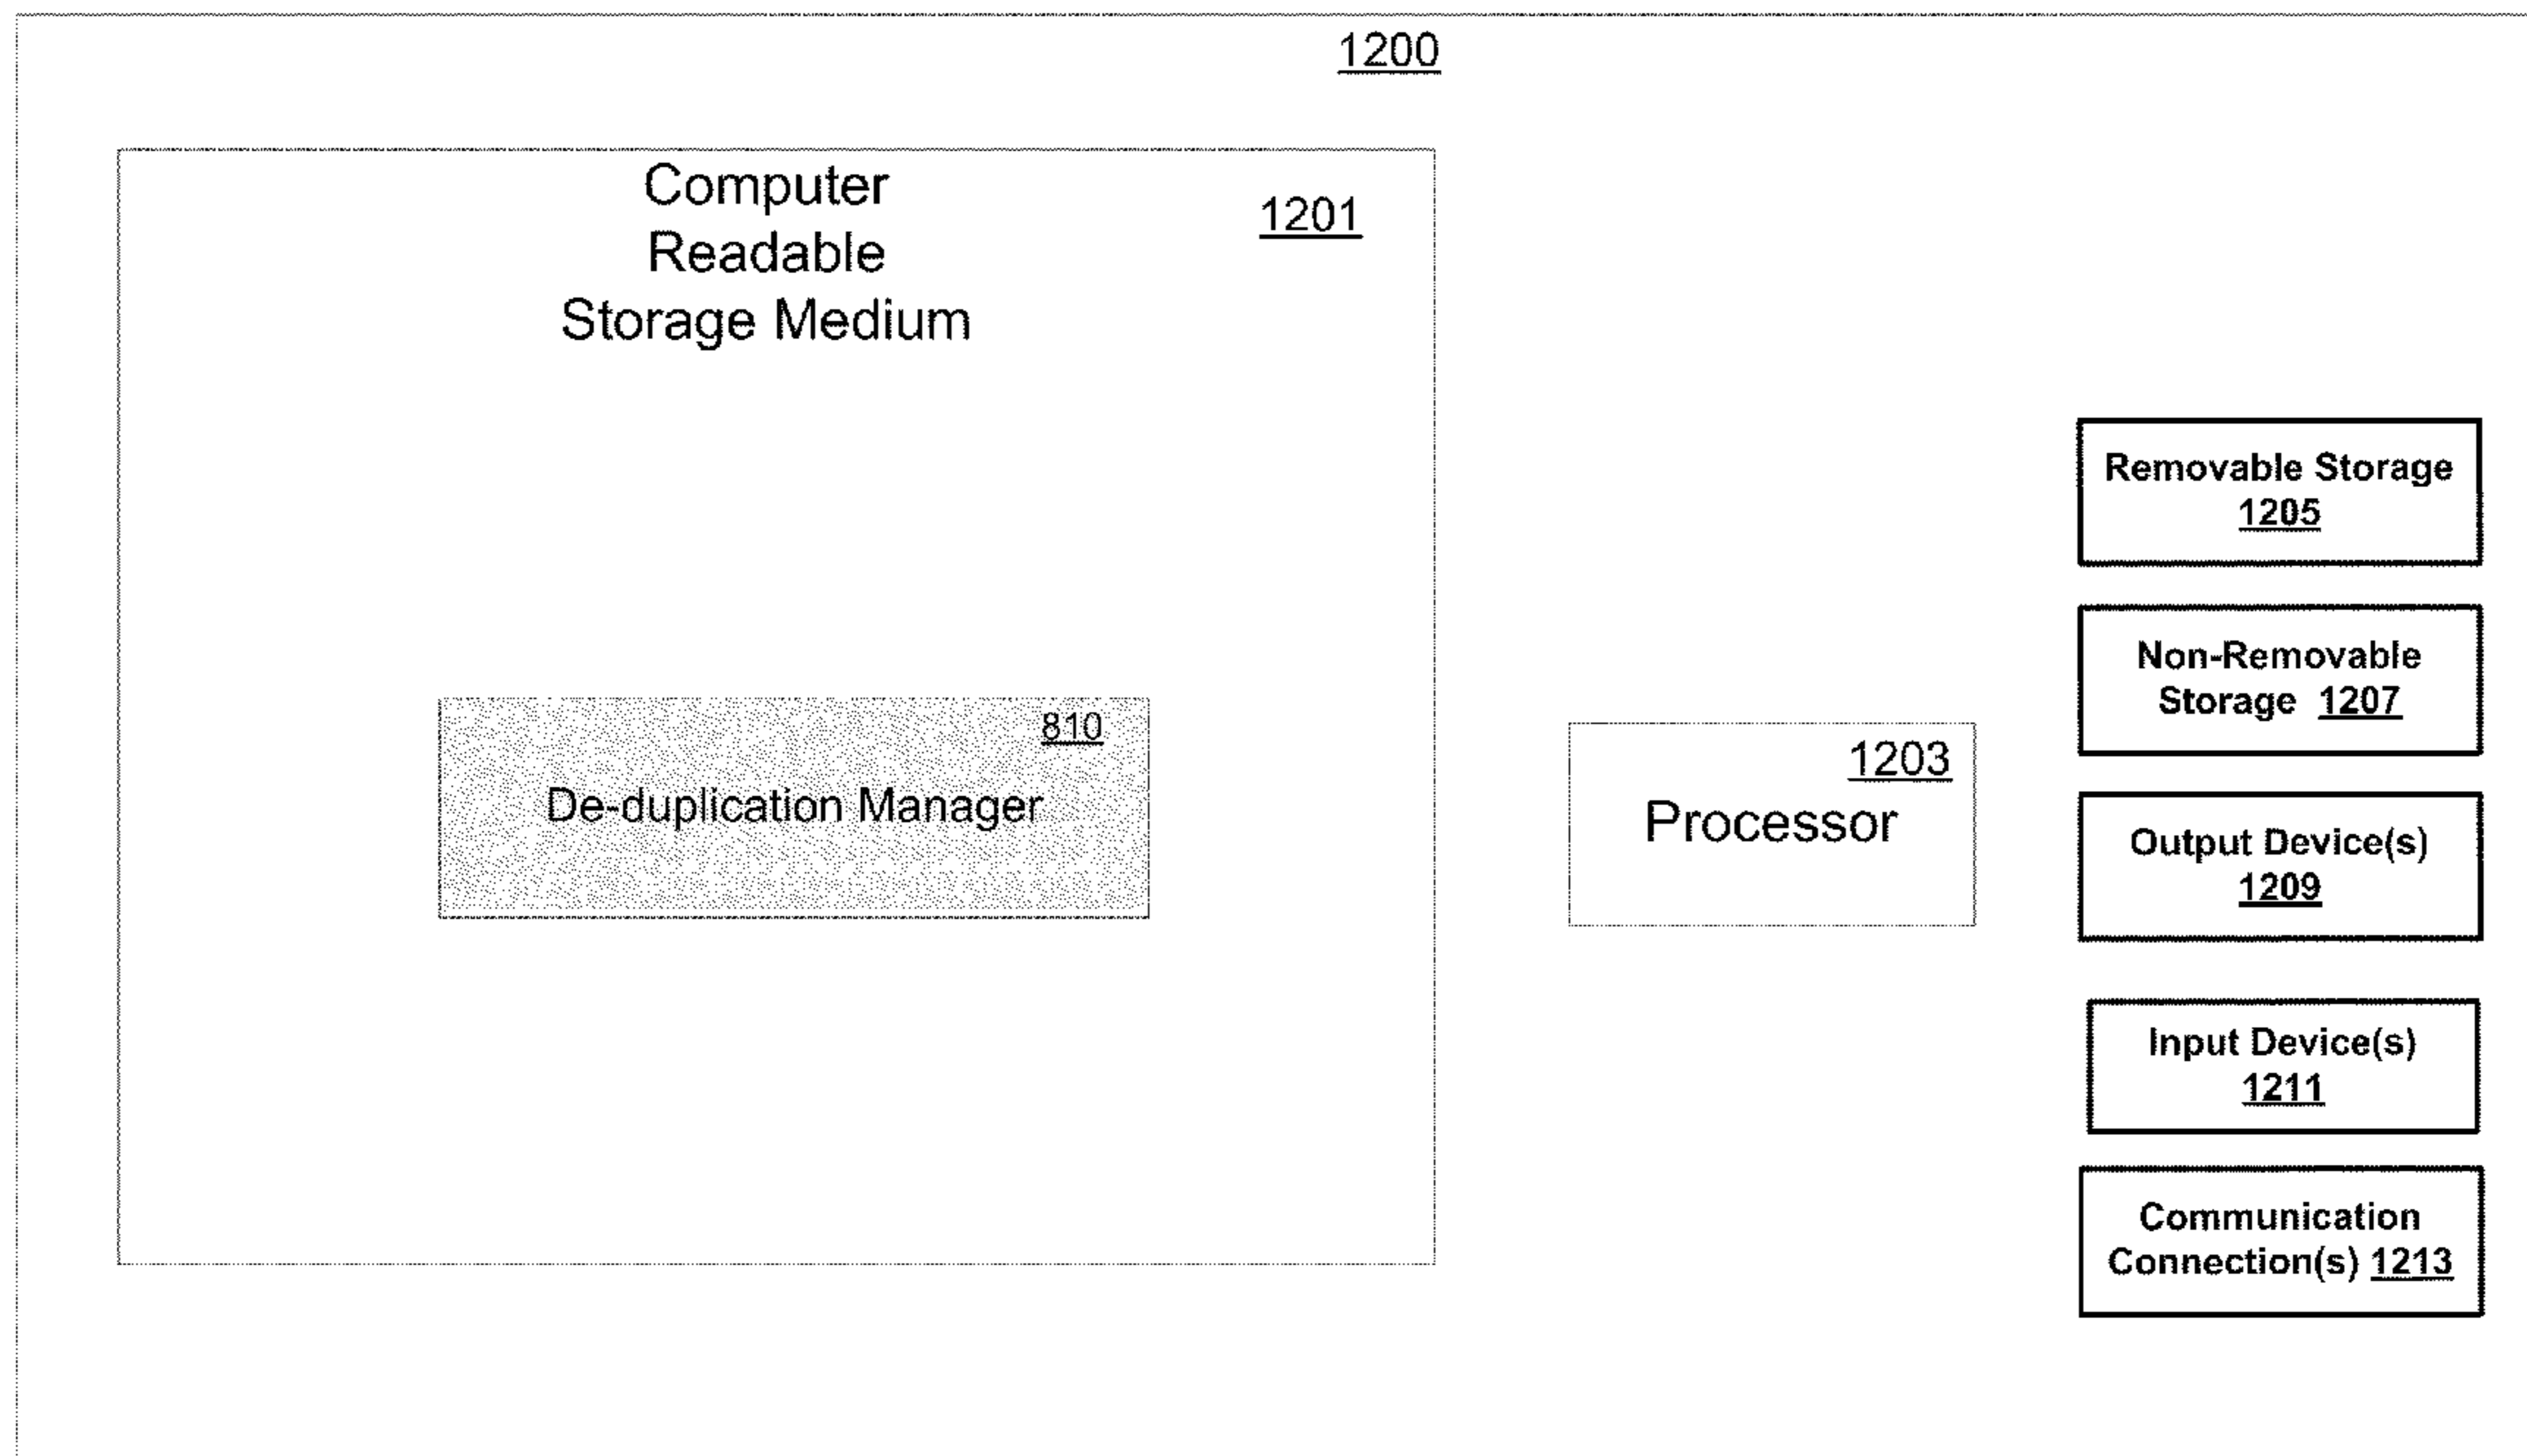 1200
Computer
Readable
Storage Medium
1201
810
De-duplication Manager
1203
Processor
Removable Storage
1205
Non-Removable
Storage 1207
Output Device(s)
1209
Input Device(s)
1211
Communication
Connection(s) 1213